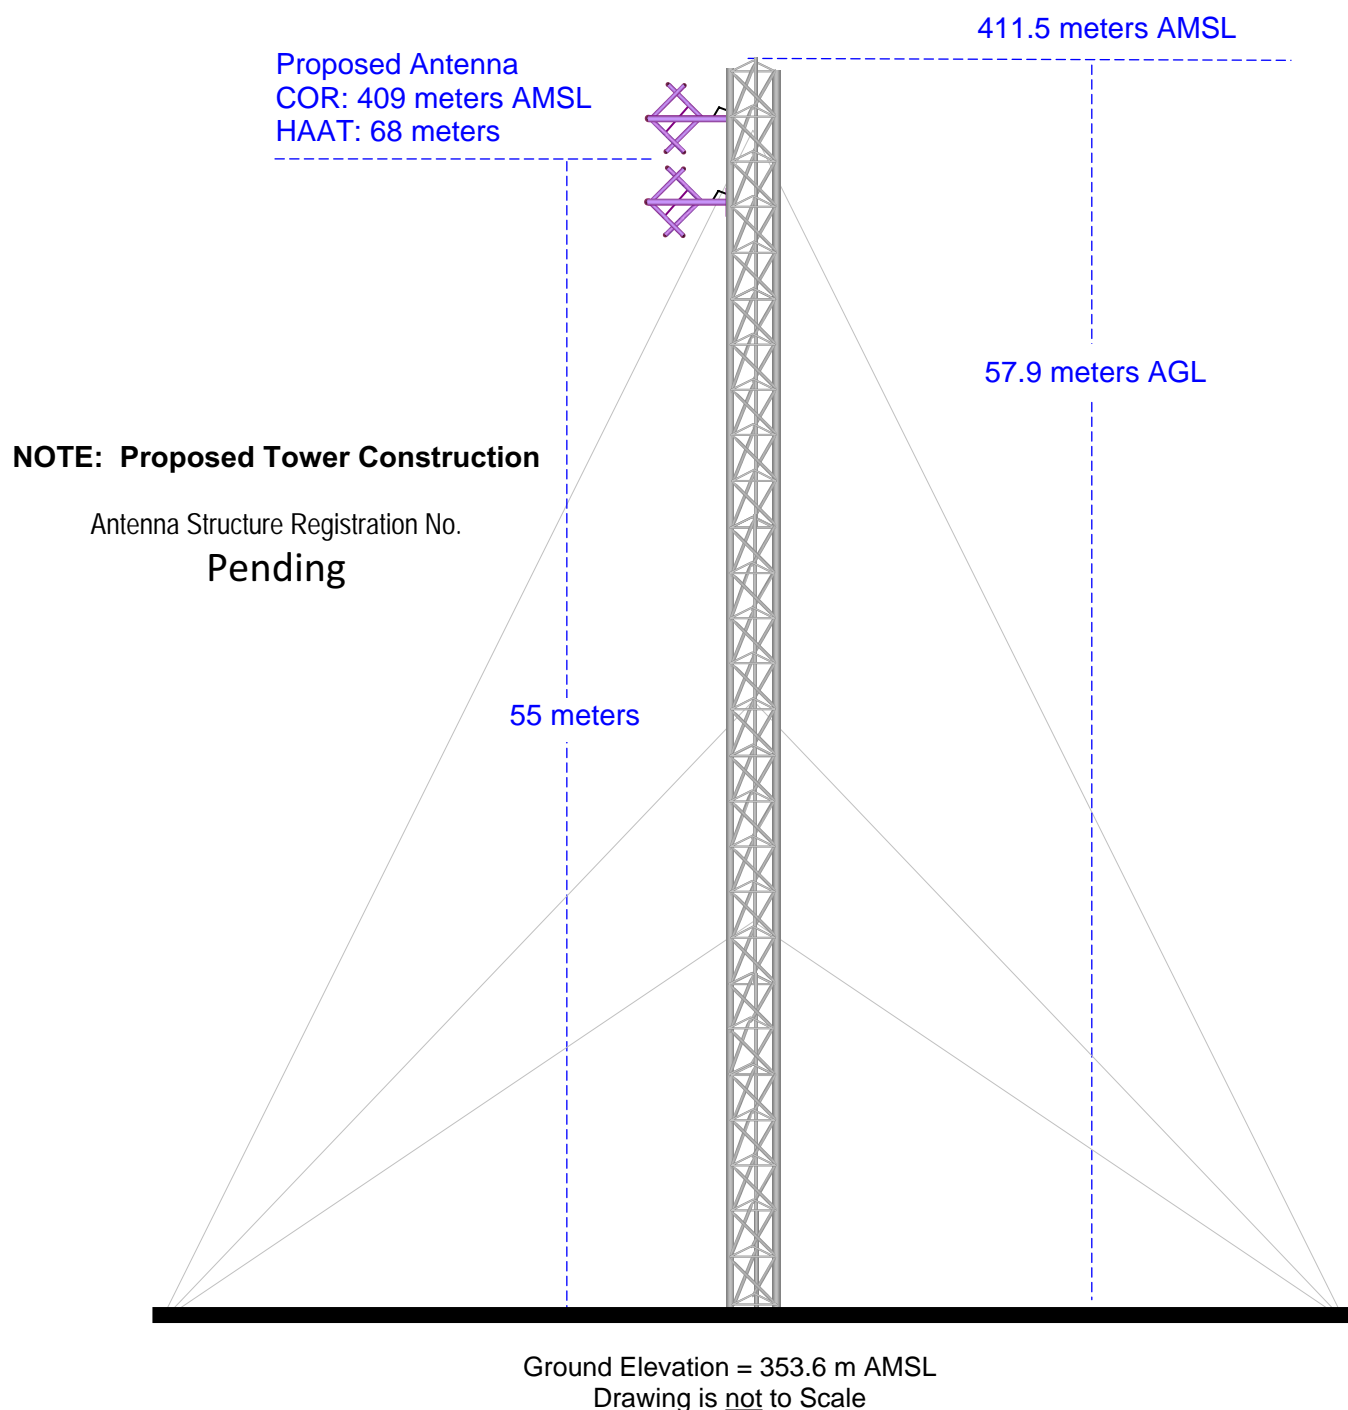 411.5 meters AMSL
Proposed Antenna
COR: 409 meters AMSL
HAAT: 68 meters
57.9 meters AGL
NOTE: Proposed Tower Construction
Antenna Structure Registration No.
Pending
55 meters
Ground Elevation = 353.6 m AMSL
Drawing is not to Scale